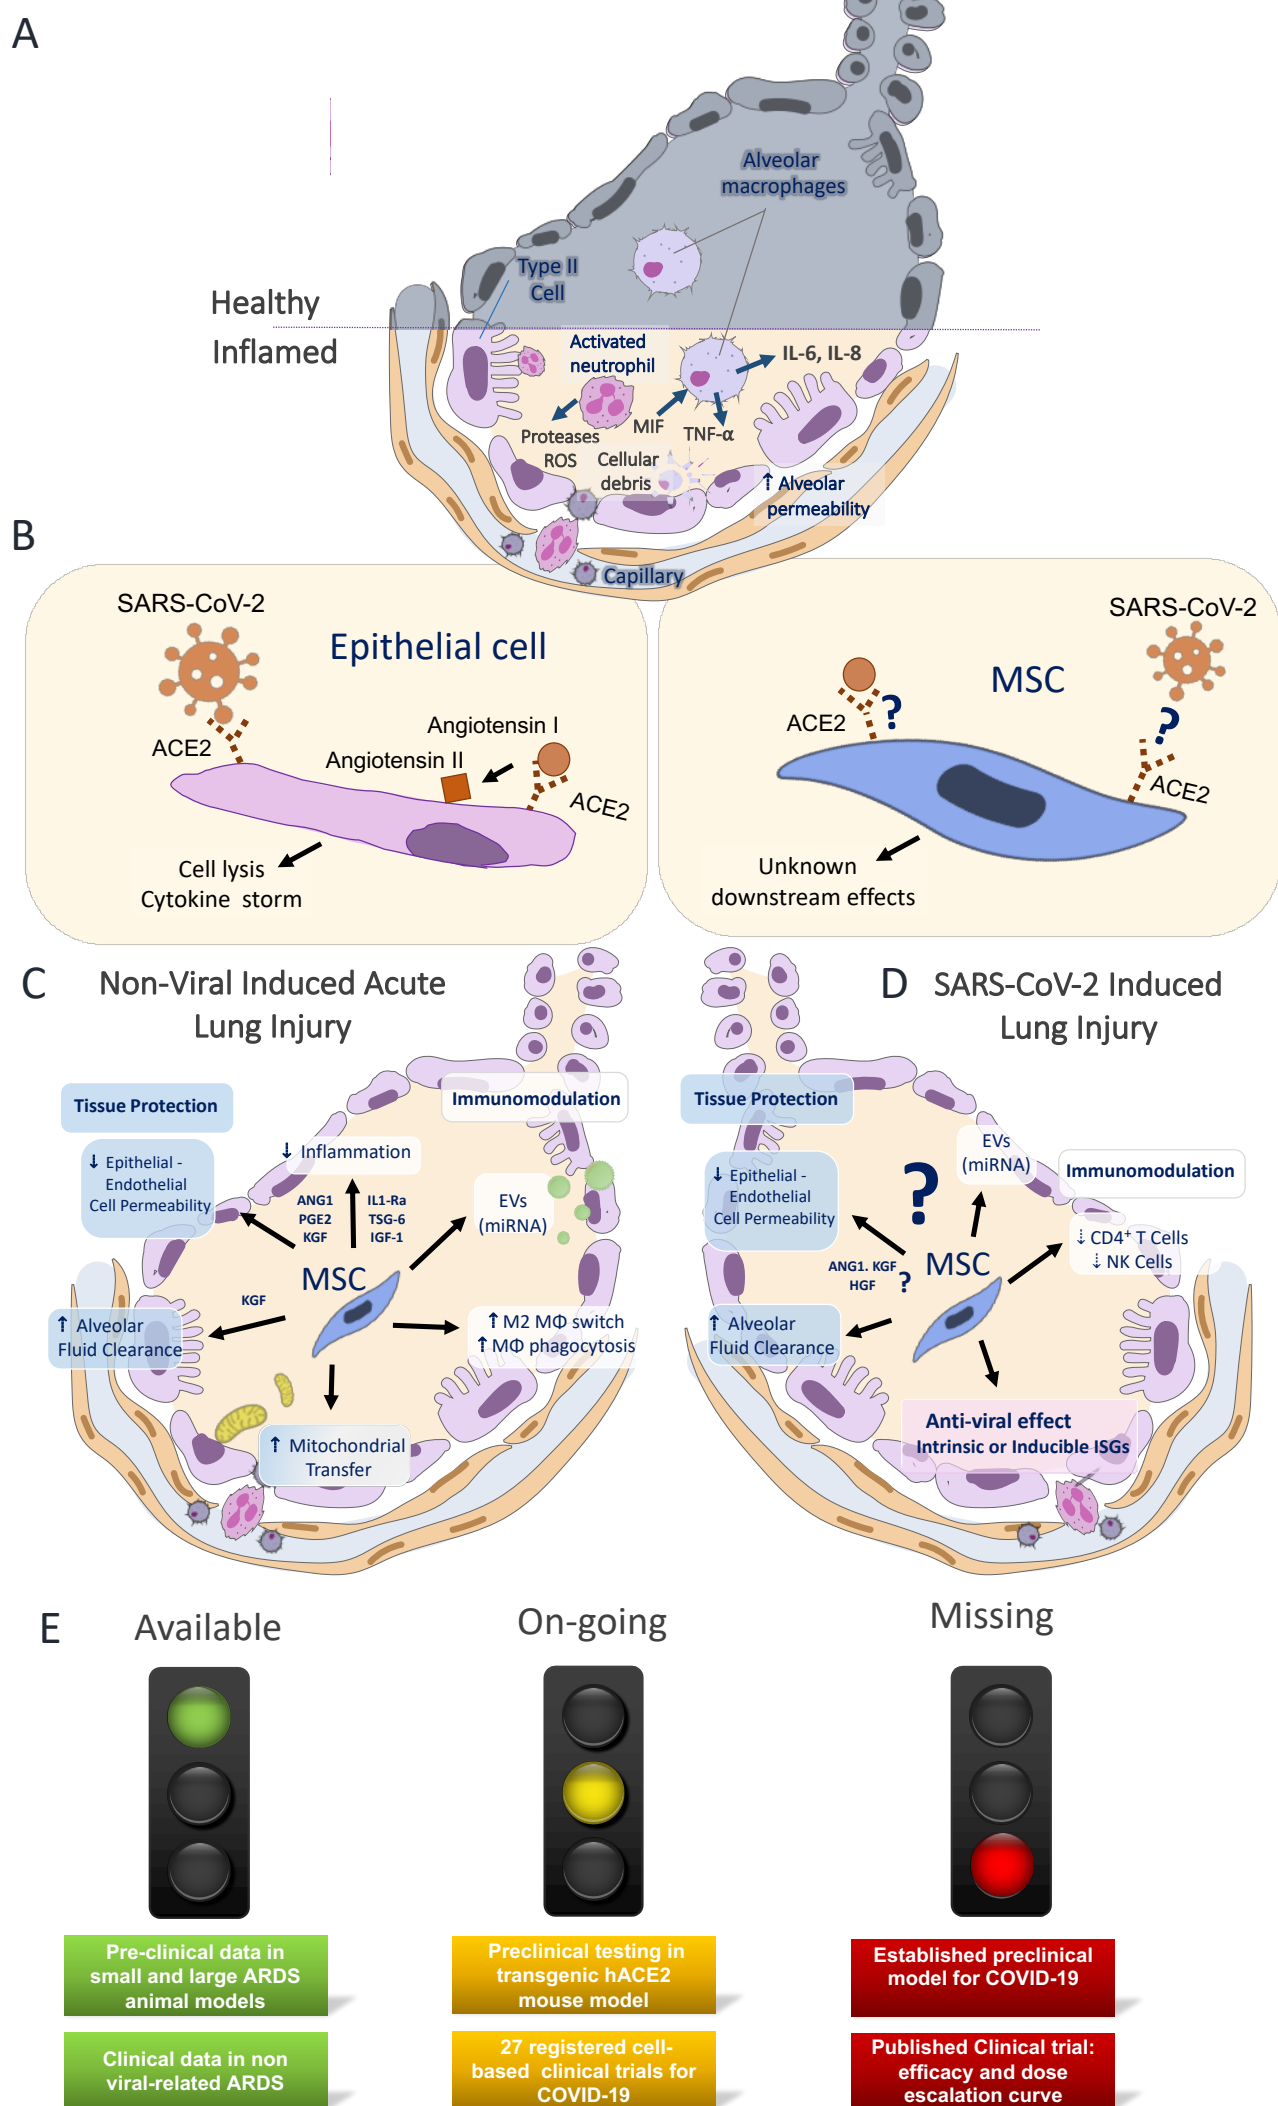 A
Alveolar
macrophages
Type II
Cell
Healthy
Inflamed
Activated
neutrophil
IL-6, IL-8
MIF
TNF-α
Proteases
ROS
Cellular
debris
↑ Alveolar
permeability
Capillary
B
SARS-CoV-2
Epithelial cell
ACE2
Angiotensin I
Angiotensin II
ACE2
Cell lysis
Cytokine storm
SARS-CoV-2
MSC
ACE2
?
?
ACE2
Unknown
downstream effects
C
Non-Viral Induced Acute
Lung Injury
Tissue Protection
Immunomodulation
↓ Inflammation
↓ Epithelial -
Endothelial
Cell Permeability
ANG1
PGE2
KGF
IL1-Ra
TSG-6
IGF-1
EVs
(miRNA)
MSC
KGF
↑ Alveolar
Fluid Clearance
↑ M2 MΦ switch
↑ MΦ phagocytosis
↑ Mitochondrial
Transfer
D
SARS-CoV-2 Induced
Lung Injury
Tissue Protection
EVs
(miRNA)
Immunomodulation
↓ Epithelial -
Endothelial
Cell Permeability
?
↓ CD4⁺ T Cells
↓ NK Cells
ANG1. KGF
HGF
?
MSC
↑ Alveolar
Fluid Clearance
Anti-viral effect
Intrinsic or Inducible ISGs
E
Available
On-going
Missing
Pre-clinical data in
small and large ARDS
animal models
Preclinical testing in
transgenic hACE2
mouse model
Established preclinical
model for COVID-19
Clinical data in non
viral-related ARDS
27 registered cell-
based clinical trials for
COVID-19
Published Clinical trial:
efficacy and dose
escalation curve